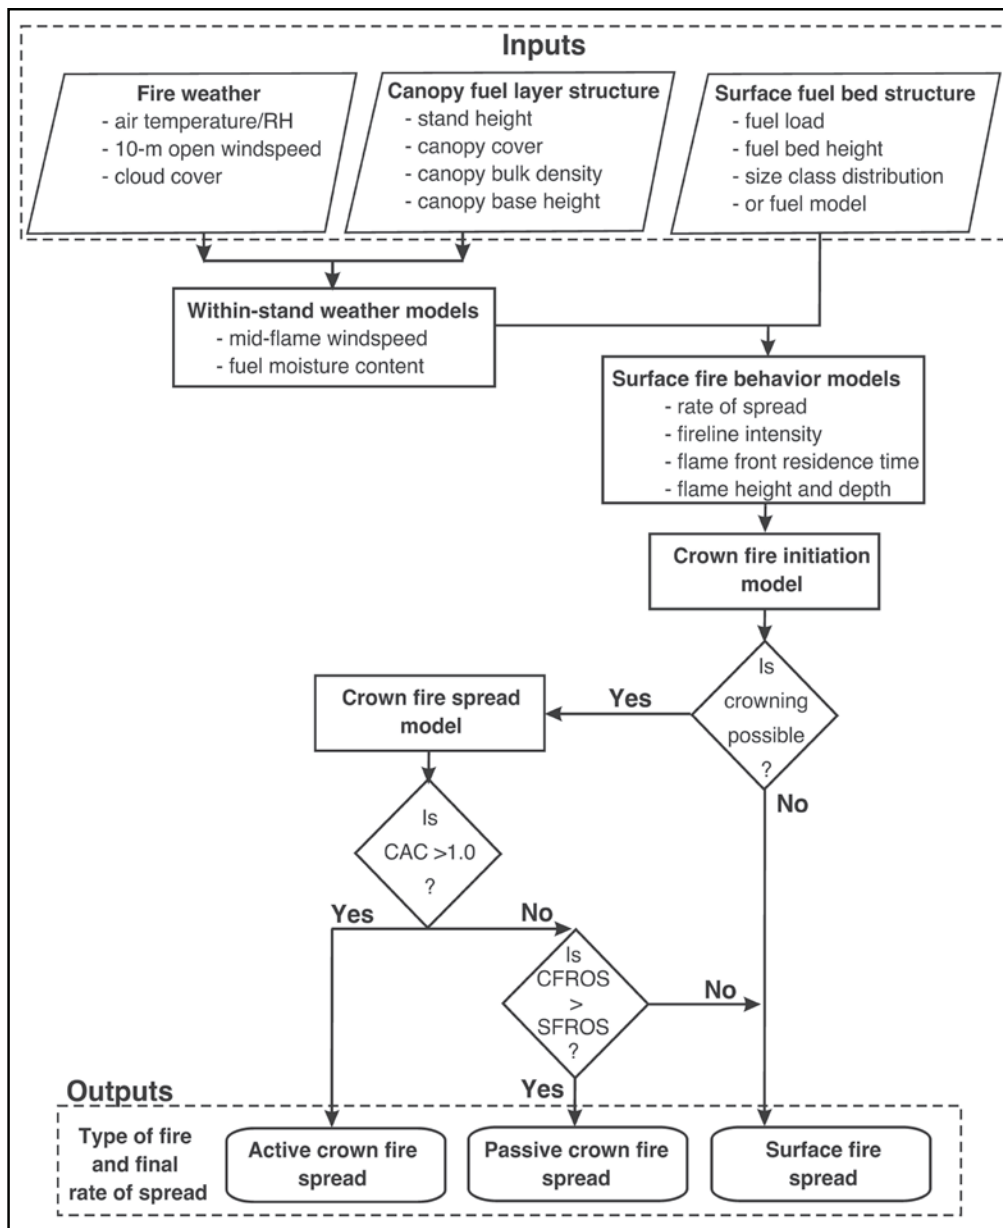 Inputs
Fire weather
- air temperature/RH
- 10-m open windspeed
- cloud cover
Canopy fuel layer structure
- stand height
- canopy cover
- canopy bulk density
- canopy base height
Surface fuel bed structure
- fuel load
- fuel bed height
- size class distribution
- or fuel model
Within-stand weather models
- mid-flame windspeed
- fuel moisture content
Surface fire behavior models
- rate of spread
- fireline intensity
- flame front residence time
- flame height and depth
Crown fire initiation
model
Is
crowning
possible
?
Yes
No
Crown fire spread
model
Is
CAC >1.0
?
Yes
No
Is
CFROS
>
SFROS
?
No
Yes
Outputs
Type of fire
and final
rate of spread
Active crown fire
spread
Passive crown fire
spread
Surface fire
spread